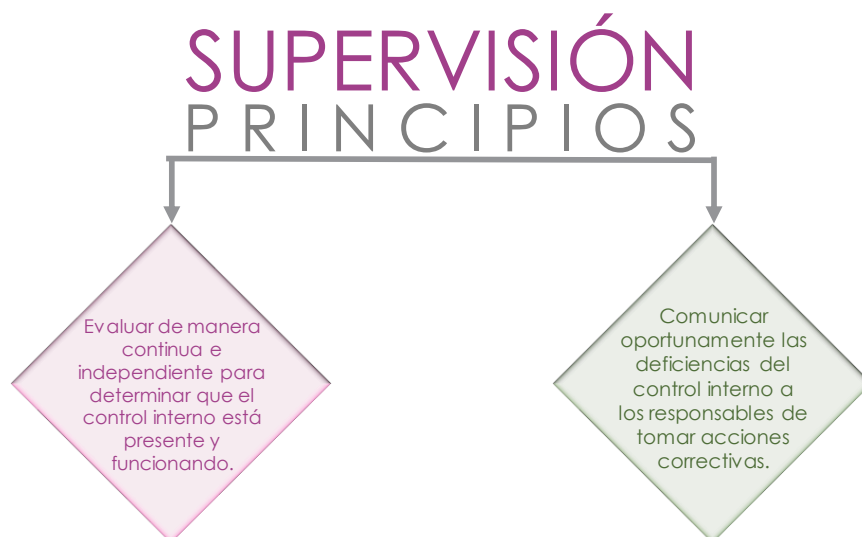 SUPERVISIÓN
PRINCIPIOS
Evaluar de manera
continua e
independiente para
determinar que el
control interno está
presente y
funcionando.
Comunicar
oportunamente las
deficiencias del
control interno a
los responsables de
tomar acciones
correctivas.